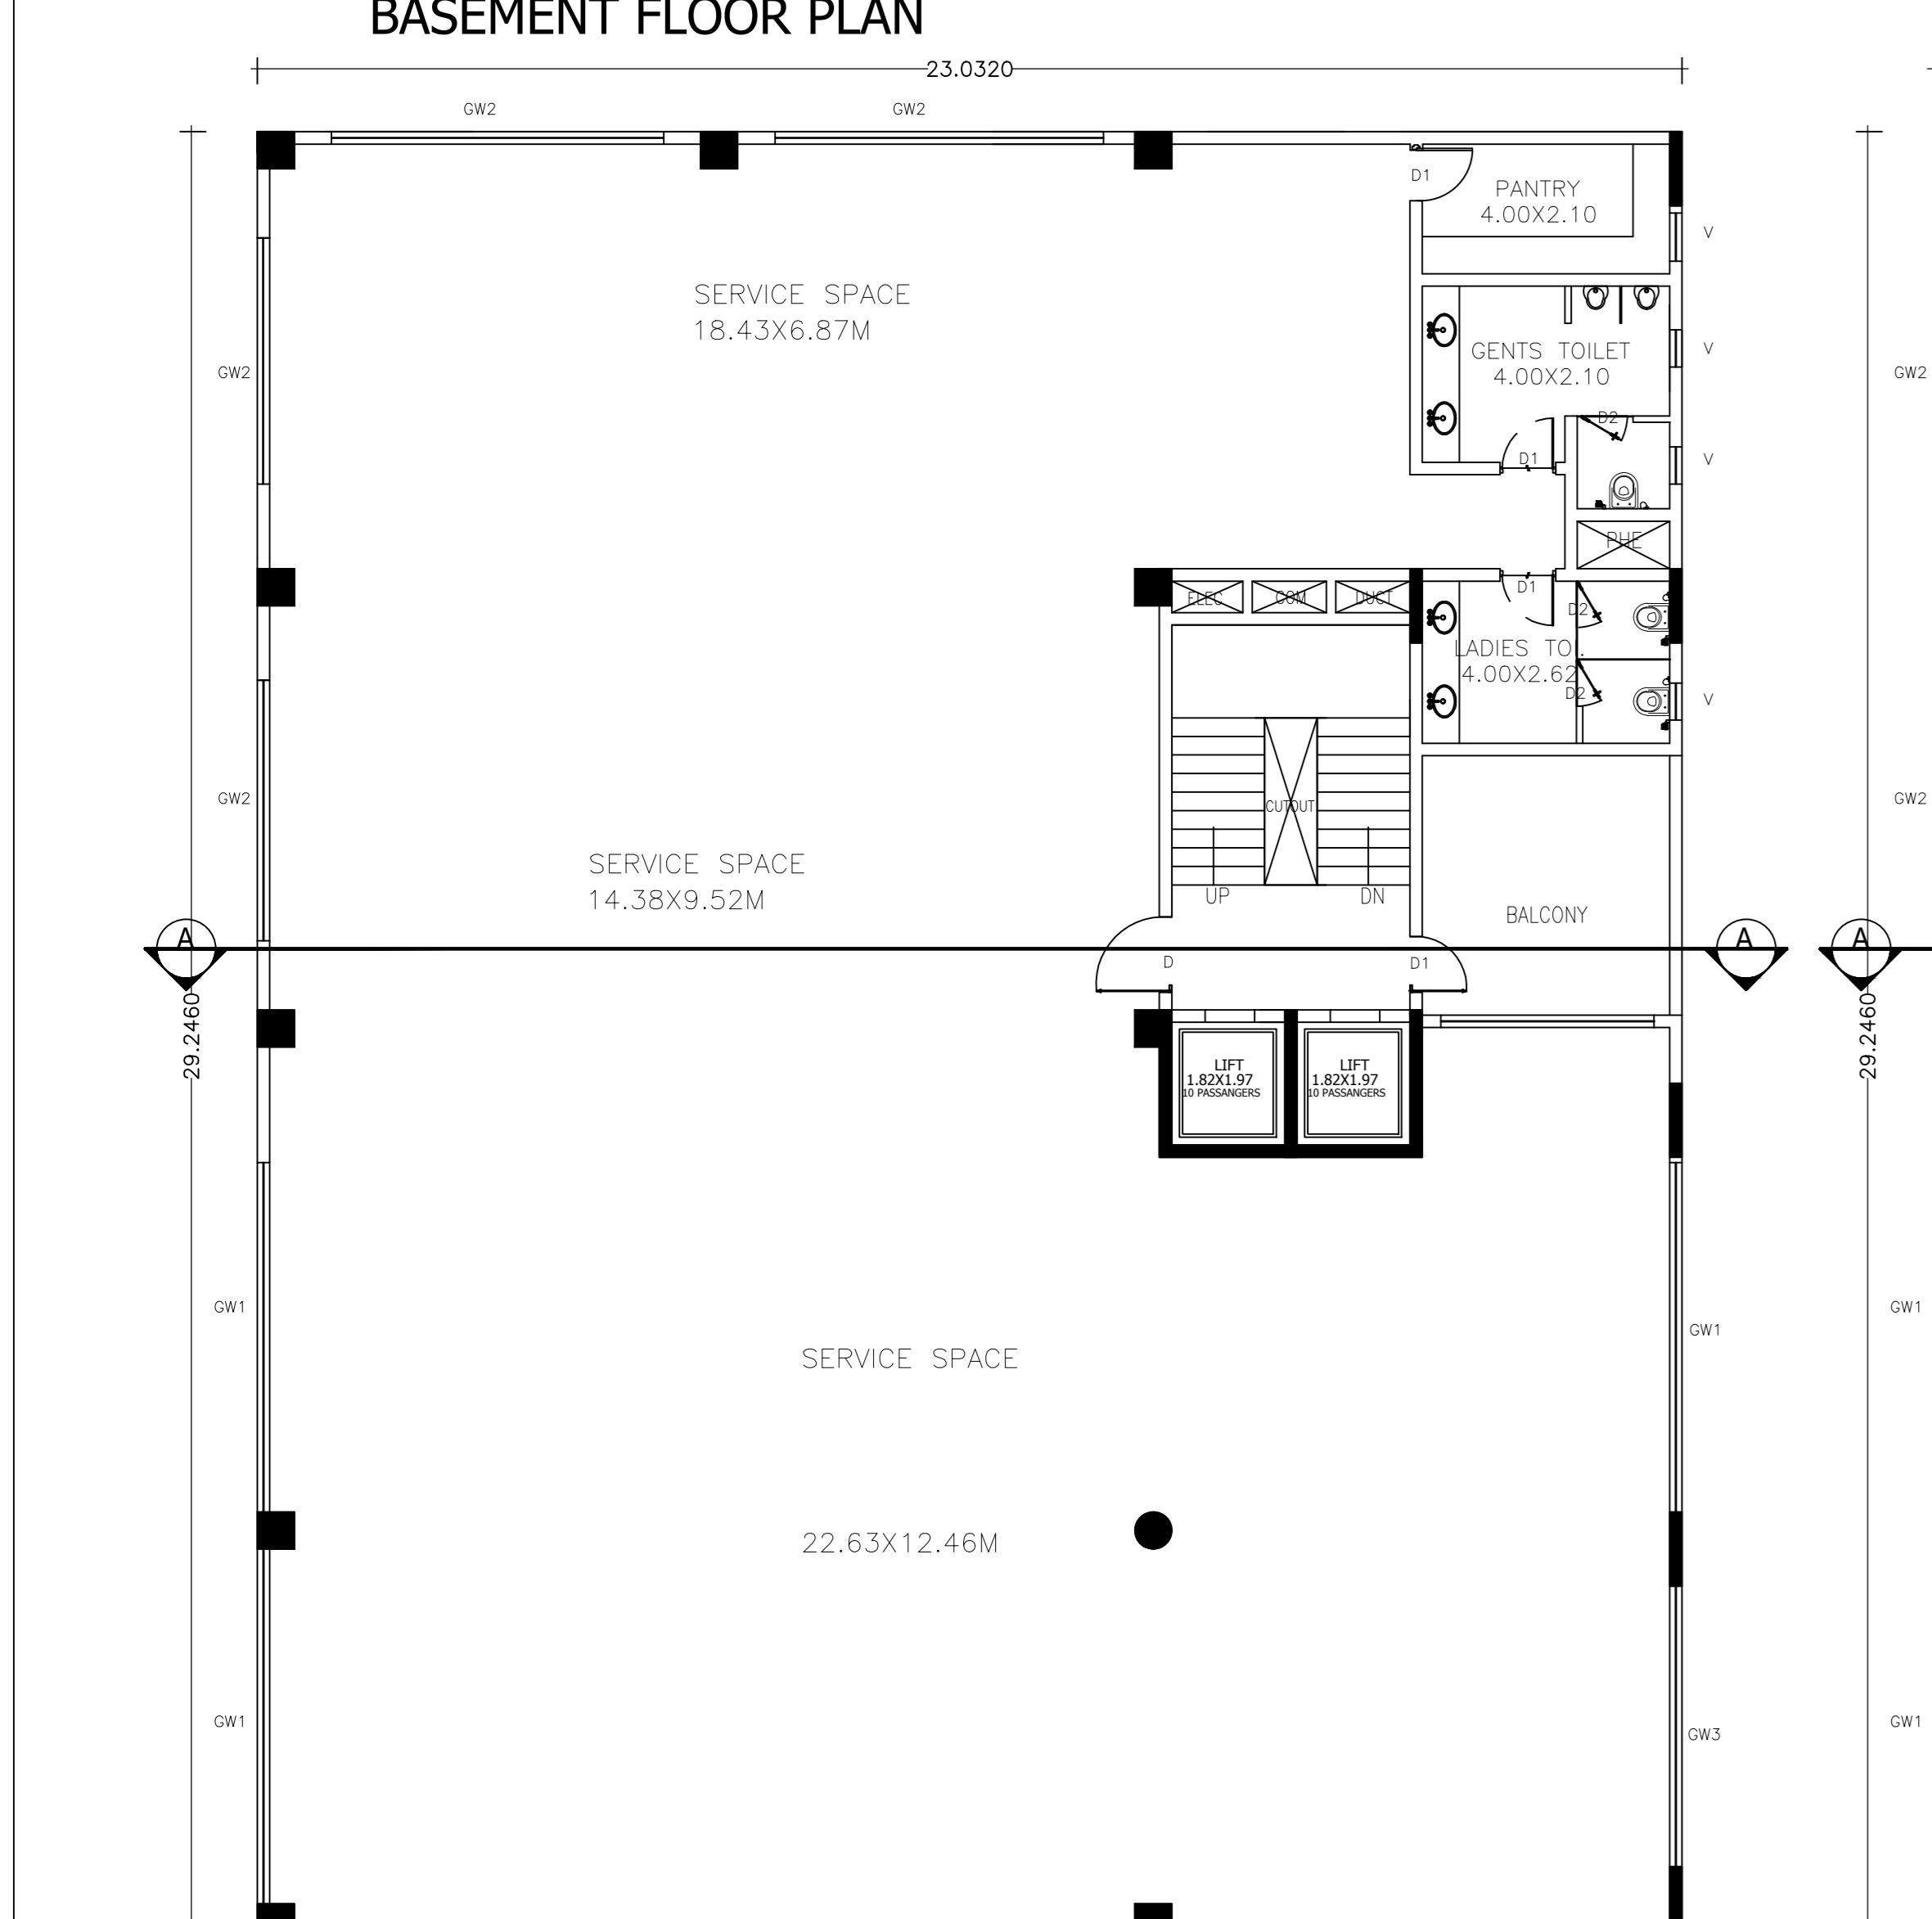 BASEMENT FLOOR PLAN
23.0320
GW2
GW2
D1
PANTRY
4.00X2.10
V
SERVICE SPACE
18.43X6.87M
GENTS TOILET
4.00X2.10
V
GW2
GW2
D2
D1
V
PHE
ELEC
COM
DUCT
D1
D2
LADIES TO
4.00X2.62
D2
V
GW2
GW2
CUTOUT
SERVICE SPACE
14.38X9.52M
UP
DN
BALCONY
A
A
A
D
D1
29.2460
29.2460
LIFT
1.82X1.97
10 PASSANGERS
LIFT
1.82X1.97
10 PASSANGERS
GW1
GW1
GW1
SERVICE SPACE
22.63X12.46M
GW1
GW1
GW3